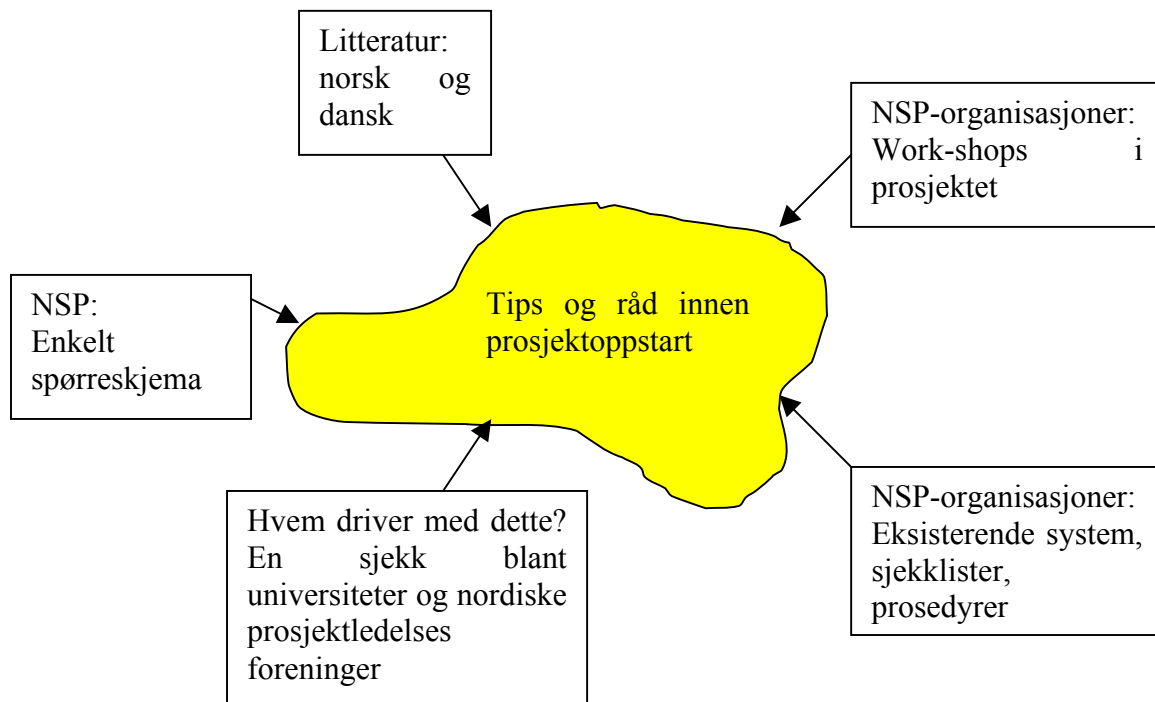 Litteratur:
norsk og
dansk
NSP-organisasjoner:
Work-shops i
prosjektet
NSP:
Enkelt
spørreskjema
Tips og råd innen
prosjektoppstart
Hvem driver med dette?
En sjekk blant
universiteter og nordiske
prosjektledelses
foreninger
NSP-organisasjoner:
Eksisterende system,
sjekklister,
prosedyrer